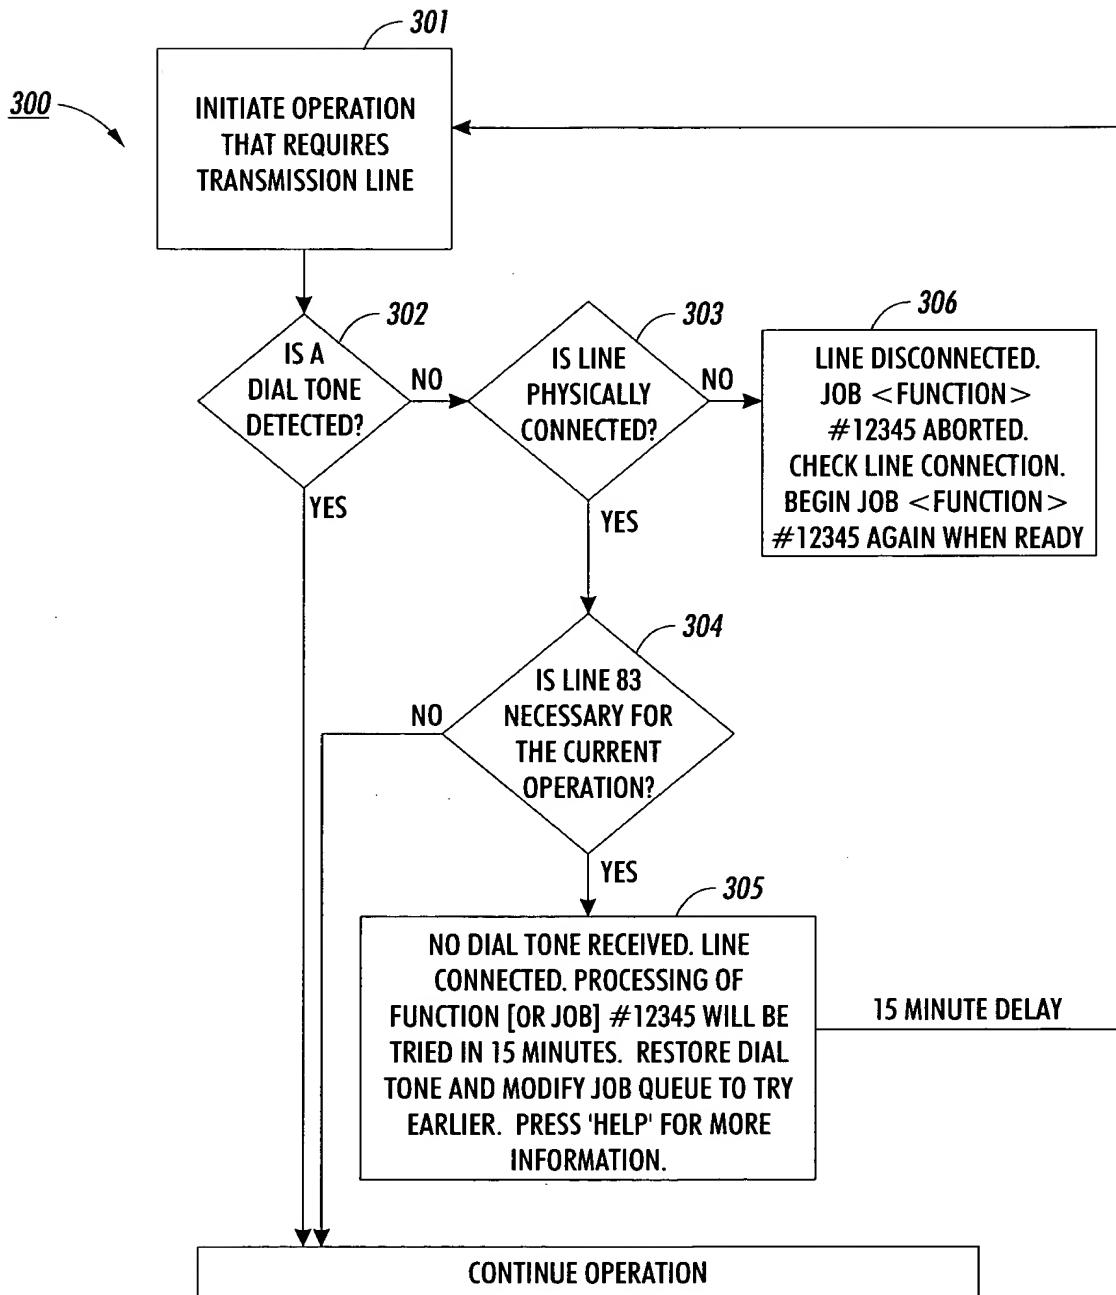 301
300
INITIATE OPERATION
THAT REQUIRES
TRANSMISSION LINE
302
IS A
DIAL TONE
DETECTED?
NO
YES
303
IS LINE
PHYSICALLY
CONNECTED?
NO
YES
306
LINE DISCONNECTED.
JOB <FUNCTION>
#12345 ABORTED.
CHECK LINE CONNECTION.
BEGIN JOB <FUNCTION>
#12345 AGAIN WHEN READY
304
IS LINE 83
NECESSARY FOR
THE CURRENT
OPERATION?
NO
YES
305
NO DIAL TONE RECEIVED. LINE
CONNECTED. PROCESSING OF
FUNCTION [OR JOB] #12345 WILL BE
TRIED IN 15 MINUTES. RESTORE DIAL
TONE AND MODIFY JOB QUEUE TO TRY
EARLIER. PRESS 'HELP' FOR MORE
INFORMATION.
15 MINUTE DELAY
CONTINUE OPERATION